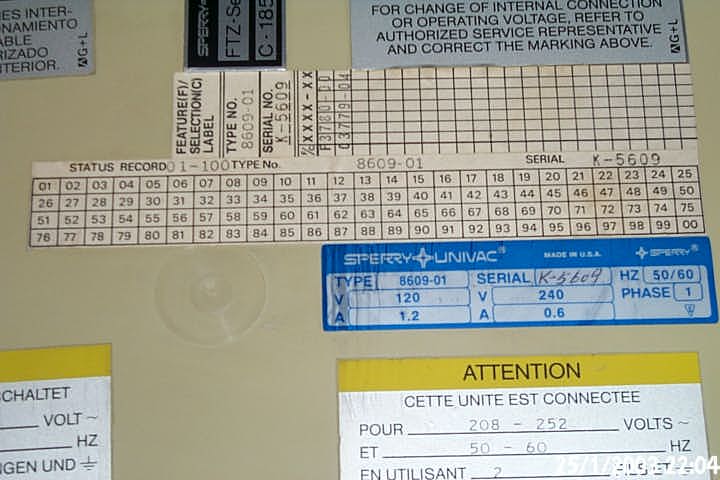 ES INTER-
NAMIENTO
ABLE
RIZADO
TERIOR.
G+L
SPERRY
FTZ-Se
C-185
FOR CHANGE OF INTERNAL CONNECTION
OR OPERATING VOLTAGE, REFER TO
AUTHORIZED SERVICE REPRESENTATIVE
AND CORRECT THE MARKING ABOVE.
G+L
FEATURE(F)/
SELECTION(C)
LABEL
TYPE NO.
8609-01
SERIAL NO.
K-5609
XXXX-XX
F3780-00
03779-04
STATUS RECORD 01-100 TYPE No. 8609-01 SERIAL K-5609
01 02 03 04 05 06 07 08 09 10 11 12 13 14 15 16 17 18 19 20 21 22 23 24 25
26 27 28 29 30 31 32 33 34 35 36 37 38 39 40 41 42 43 44 45 46 47 48 49 50
51 52 53 54 55 56 57 58 59 60 61 62 63 64 65 66 67 68 69 70 71 72 73 74 75
76 77 78 79 80 81 82 83 84 85 86 87 88 89 90 91 92 93 94 95 96 97 98 99 00
SPERRY UNIVAC® MADE IN U.S.A. SPERRY®
TYPE 8609-01 SERIAL K-5609 HZ 50/60
V 120 V 240 PHASE 1
A 1.2 A 0.6
CHALTET
VOLT ~
HZ
NGEN UND
ATTENTION
CETTE UNITE EST CONNECTEE
POUR 208 - 252 VOLTS ~
ET 50 - 60 HZ
EN UTILISANT 2